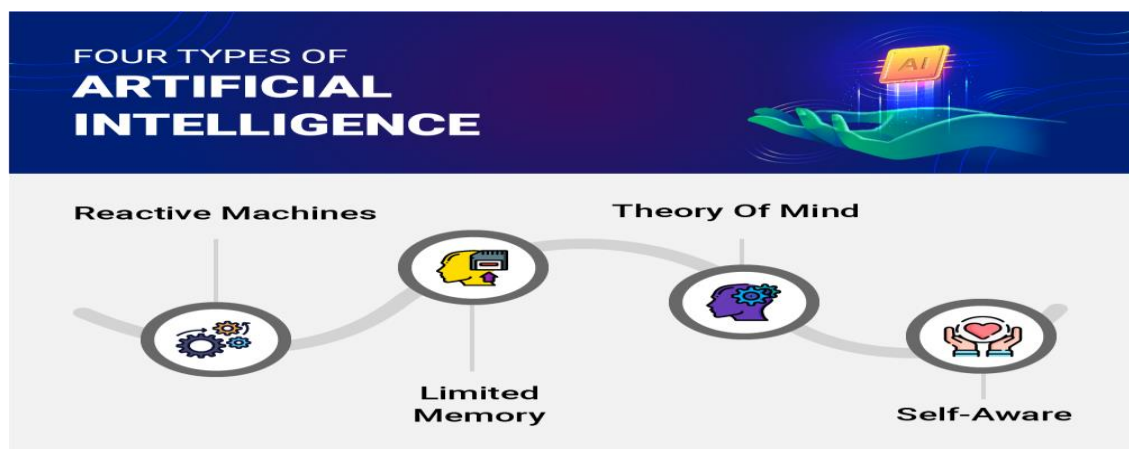 FOUR TYPES OF
ARTIFICIAL
INTELLIGENCE
AI
Reactive Machines
Theory Of Mind
Limited
Memory
Self-Aware